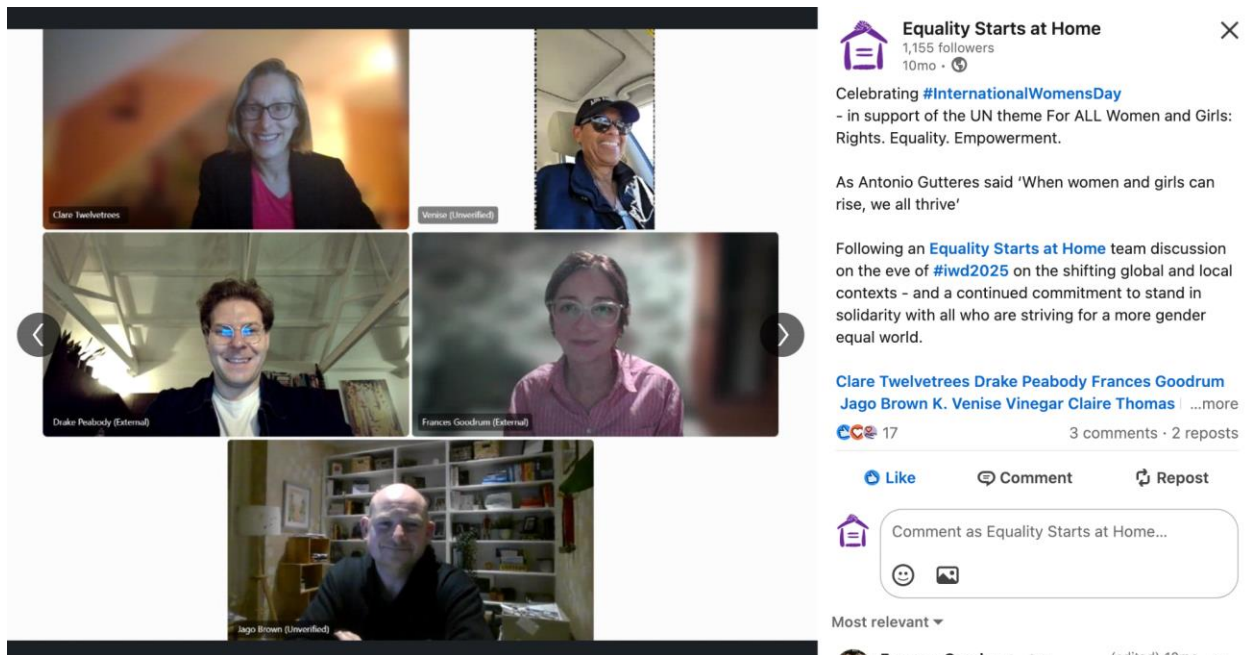 Clare Twelvetrees
Venise (Unverified)
Drake Peabody (External)
Frances Goodrum (External)
Jago Brown (Unverified)
Equality Starts at Home
1,155 followers
10mo •
Celebrating #InternationalWomensDay
- in support of the UN theme For ALL Women and Girls:
Rights. Equality. Empowerment.
As Antonio Gutteres said ‘When women and girls can
rise, we all thrive’
Following an Equality Starts at Home team discussion
on the eve of #iwd2025 on the shifting global and local
contexts - and a continued commitment to stand in
solidarity with all who are striving for a more gender
equal world.
Clare Twelvetrees Drake Peabody Frances Goodrum
Jago Brown K. Venise Vinegar Claire Thomas ...more
17
3 comments · 2 reposts
Like
Comment
Repost
Comment as Equality Starts at Home...
Most relevant